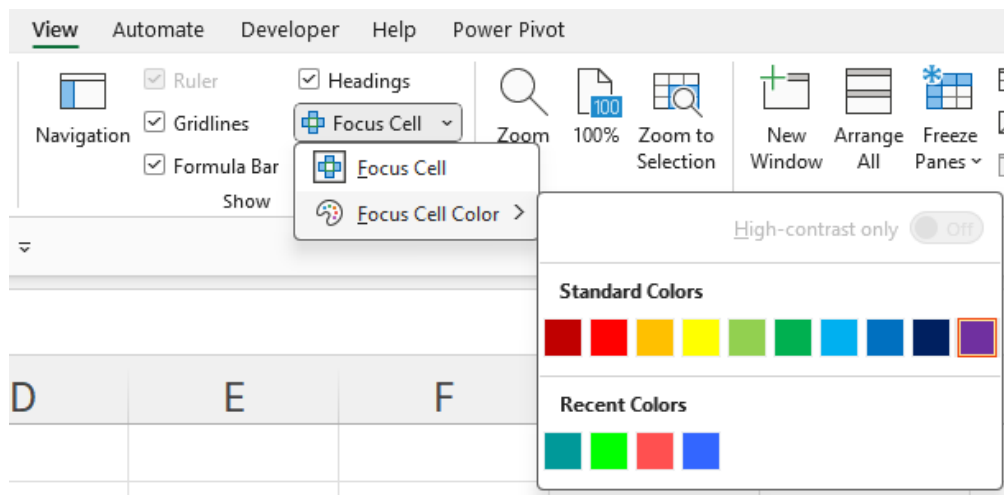 View Automate Developer Help Power Pivot
Ruler Headings
Gridlines Focus Cell
Navigation Zoom 100% Zoom to New Arrange Freeze
100
Formula Bar Selection Window All Panes
Show
Focus Cell
Focus Cell Color
High-contrast only Off
Standard Colors
D E F
Recent Colors